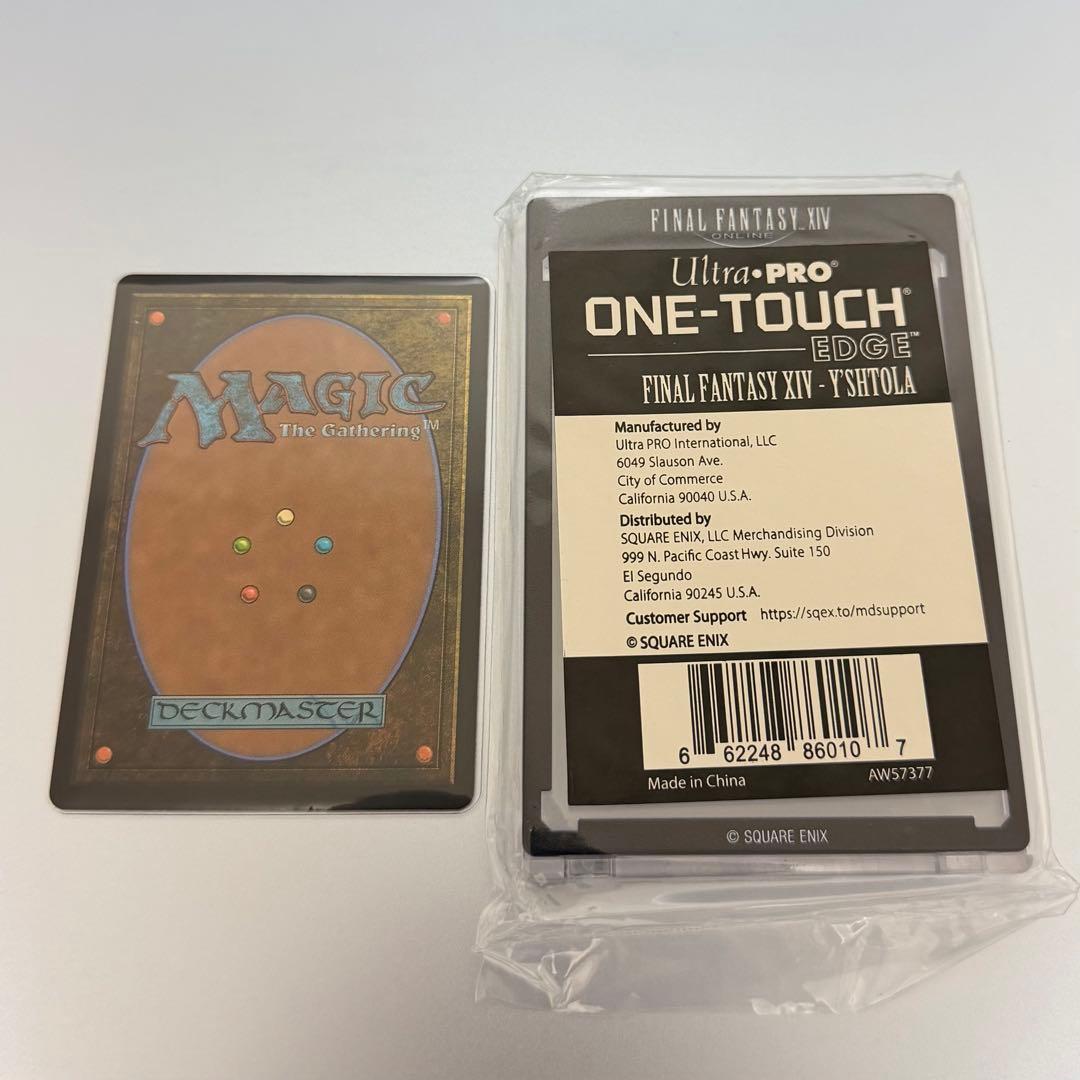 MAGIC
The Gathering™
DECKMASTER
FINAL FANTASY XIV
ONLINE
Ultra•PRO®
ONE-TOUCH®
EDGE™
FINAL FANTASY XIV - Y'SHTOLA
Manufactured by
Ultra PRO International, LLC
6049 Slauson Ave.
City of Commerce
California 90040 U.S.A.
Distributed by
SQUARE ENIX, LLC Merchandising Division
999 N. Pacific Coast Hwy. Suite 150
El Segundo
California 90245 U.S.A.
Customer Support https://sqex.to/mdsupport
© SQUARE ENIX
6 62248 86010 7
Made in China AW57377
© SQUARE ENIX